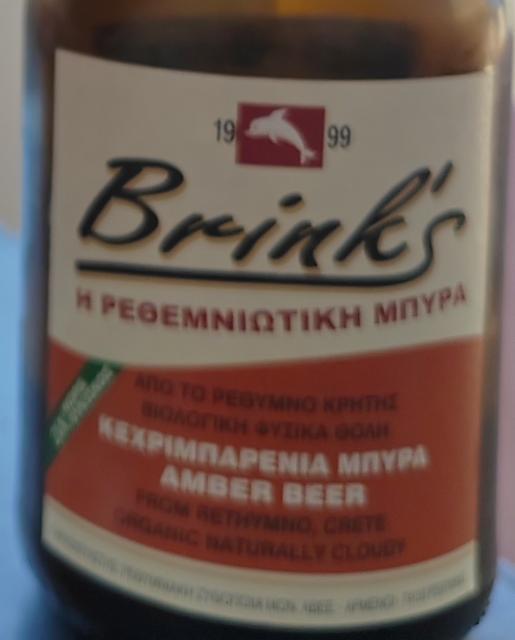 19 99
Brink's
Η ΡΕΘΕΜΝΙΩΤΙΚΗ ΜΠΥΡΑ
ΑΠΟ ΤΟ ΡΕΘΥΜΝΟ ΚΡΗΤΗΣ
ΒΙΟΛΟΓΙΚΗ ΦΥΣΙΚΑ ΘΟΛΗ
ΚΕΧΡΙΜΠΑΡΕΝΙΑ ΜΠΥΡΑ
AMBER BEER
FROM RETHYMNO, CRETE
ORGANIC NATURALLY CLOUDY